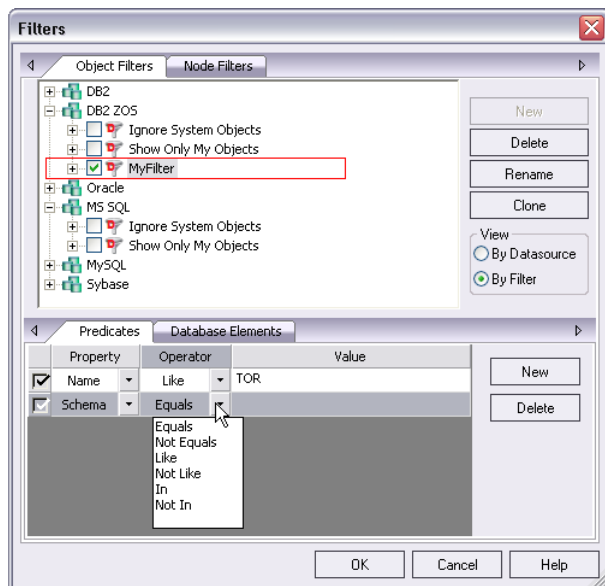 Filters
Object Filters Node Filters
DB2
DB2 ZOS
Ignore System Objects
Show Only My Objects
MyFilter
Oracle
MS SQL
Ignore System Objects
Show Only My Objects
MySQL
Sybase
New
Delete
Rename
Clone
View
By Datasource
By Filter
Predicates Database Elements
Property Operator Value
Name Like TOR
Schema Equals
Equals
Not Equals
Like
Not Like
In
Not In
New
Delete
OK Cancel Help